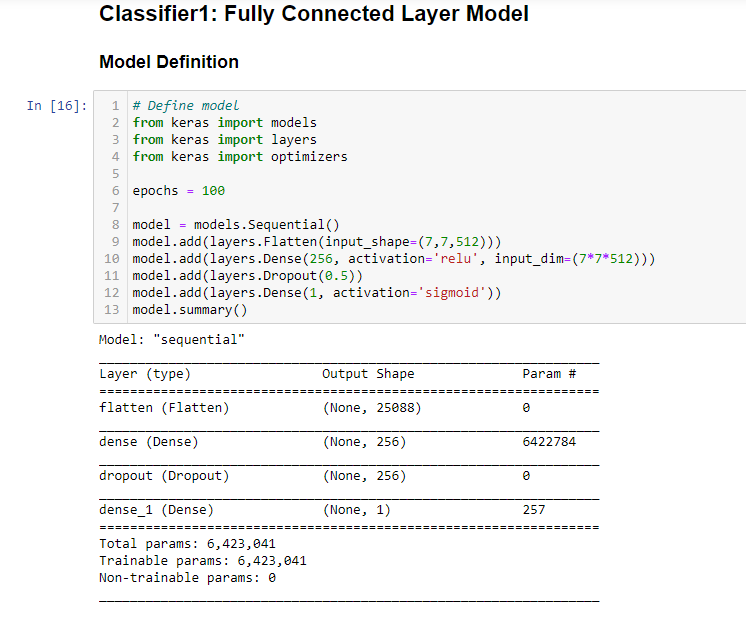 Classifier1: Fully Connected Layer Model
Model Definition
In [16]:
1 # Define model
2 from keras import models
3 from keras import layers
4 from keras import optimizers
5
6 epochs = 100
7
8 model = models.Sequential()
9 model.add(layers.Flatten(input_shape=(7,7,512)))
10 model.add(layers.Dense(256, activation='relu', input_dim=(7*7*512)))
11 model.add(layers.Dropout(0.5))
12 model.add(layers.Dense(1, activation='sigmoid'))
13 model.summary()
Model: "sequential"
_________________________________________________________________
Layer (type) Output Shape Param #
=================================================================
flatten (Flatten) (None, 25088) 0
_________________________________________________________________
dense (Dense) (None, 256) 6422784
_________________________________________________________________
dropout (Dropout) (None, 256) 0
_________________________________________________________________
dense_1 (Dense) (None, 1) 257
=================================================================
Total params: 6,423,041
Trainable params: 6,423,041
Non-trainable params: 0
_________________________________________________________________